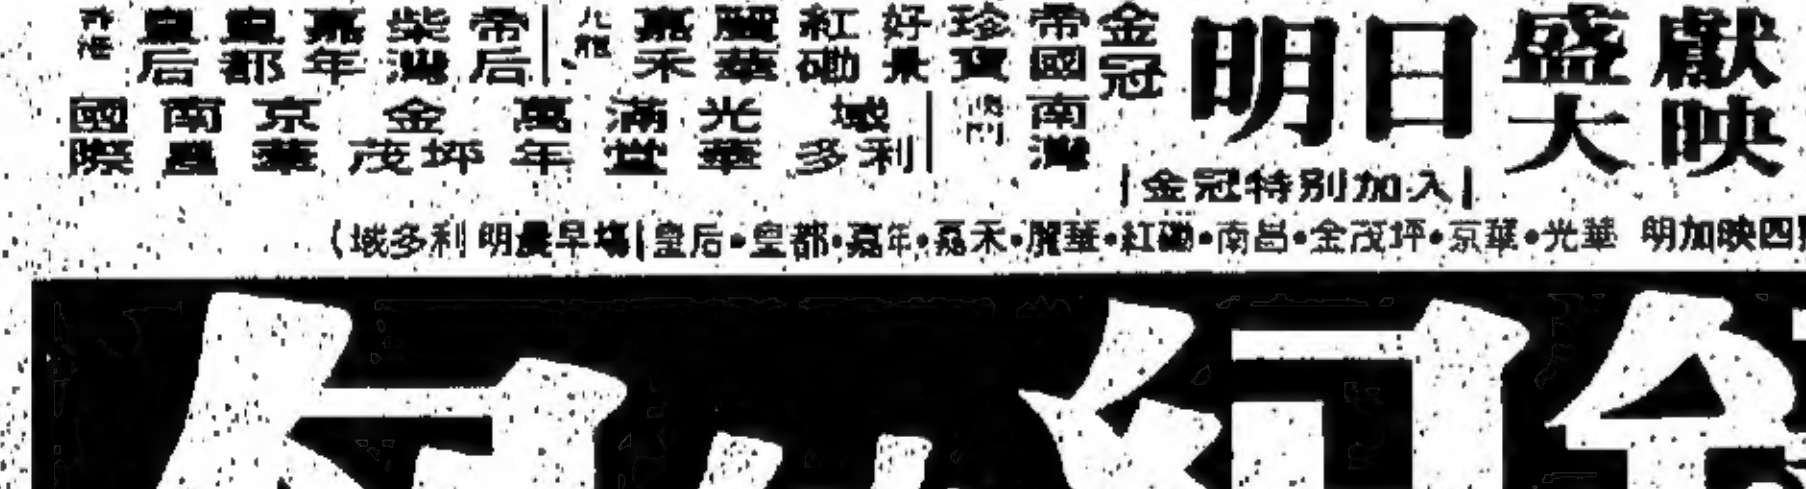 香港 皇后 皇都 嘉年 柴灣 帝后 | 九龍 嘉禾 麗華 紅磡 好景 珍寶 帝國 金冠
國際 南昌 京華 金茂坪 萬年 滿堂 光華 域多利 | 澳門 南灣
明日盛大獻映
|金冠特別加入|
(域多利 明晨早場|皇后•皇都•嘉年•嘉禾•麗華•紅磡•南昌•金茂坪•京華•光華 明加映四